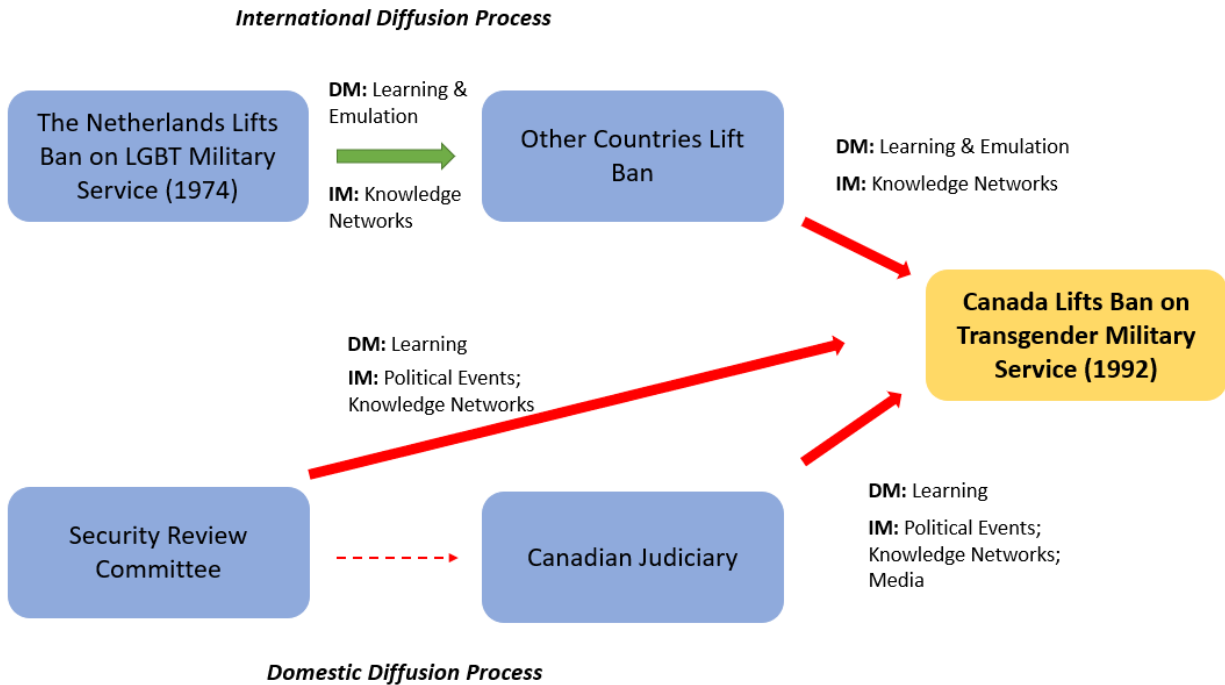 International Diffusion Process
The Netherlands Lifts
Ban on LGBT Military
Service (1974)
DM: Learning &
Emulation
IM: Knowledge
Networks
Other Countries Lift
Ban
DM: Learning & Emulation
IM: Knowledge Networks
Canada Lifts Ban on
Transgender Military
Service (1992)
DM: Learning
IM: Political Events;
Knowledge Networks
Security Review
Committee
Canadian Judiciary
DM: Learning
IM: Political Events;
Knowledge Networks;
Media
Domestic Diffusion Process